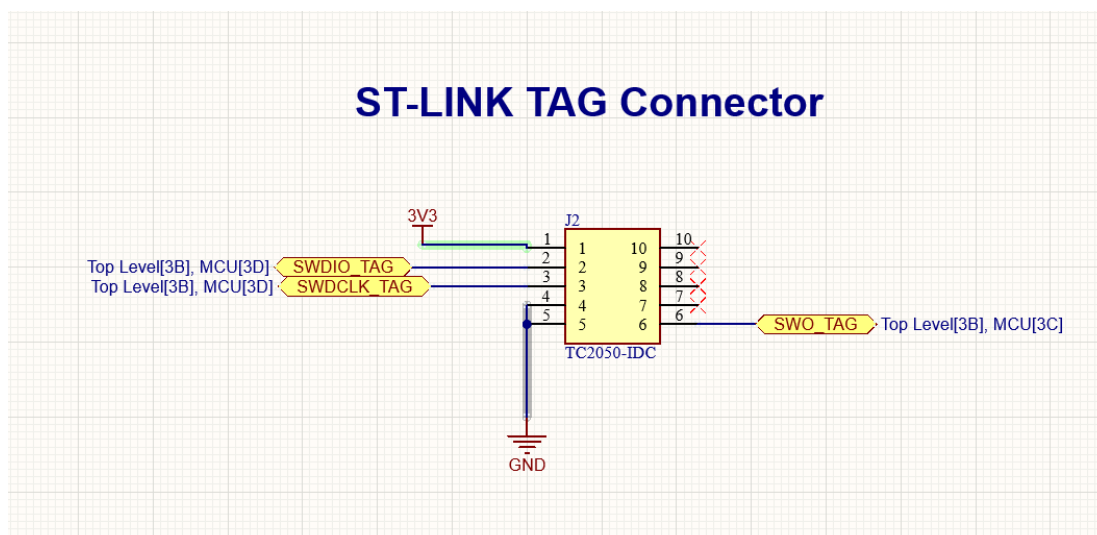 ST-LINK TAG Connector
3V3
J2
1 1 10 10
Top Level[3B], MCU[3D] SWDIO_TAG 2 2 9 9
Top Level[3B], MCU[3D] SWDCLK_TAG 3 3 8 8
4 4 7 7
5 5 6 6 SWO_TAG Top Level[3B], MCU[3C]
TC2050-IDC
GND